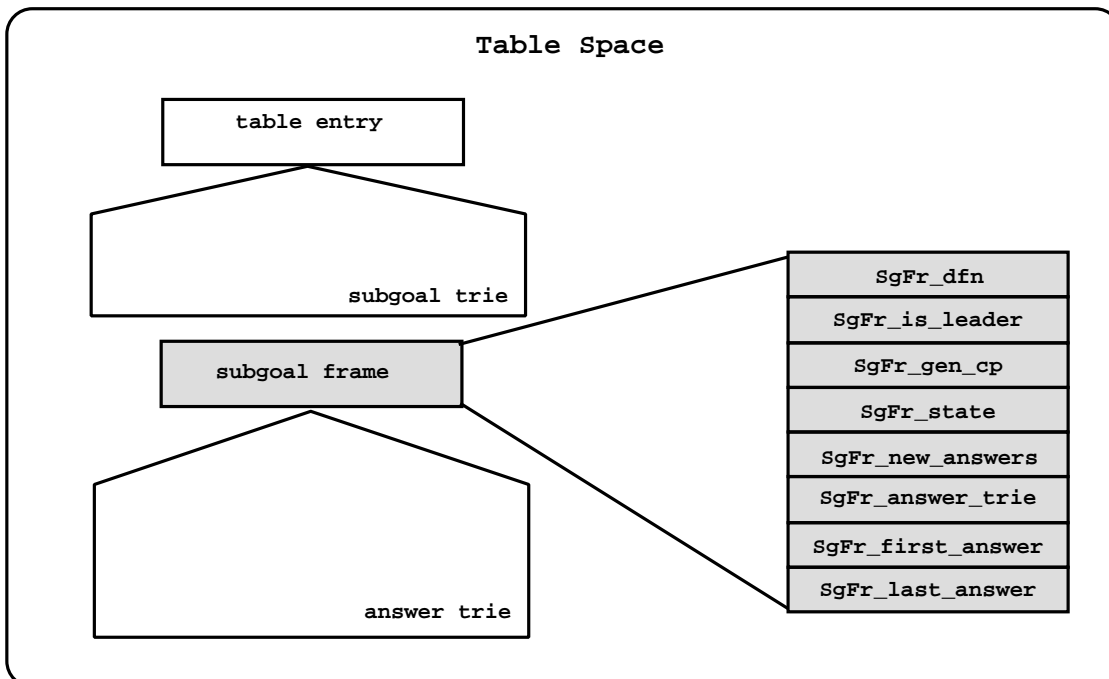 Table Space
table entry
subgoal trie
subgoal frame
answer trie
SgFr_dfn
SgFr_is_leader
SgFr_gen_cp
SgFr_state
SgFr_new_answers
SgFr_answer_trie
SgFr_first_answer
SgFr_last_answer